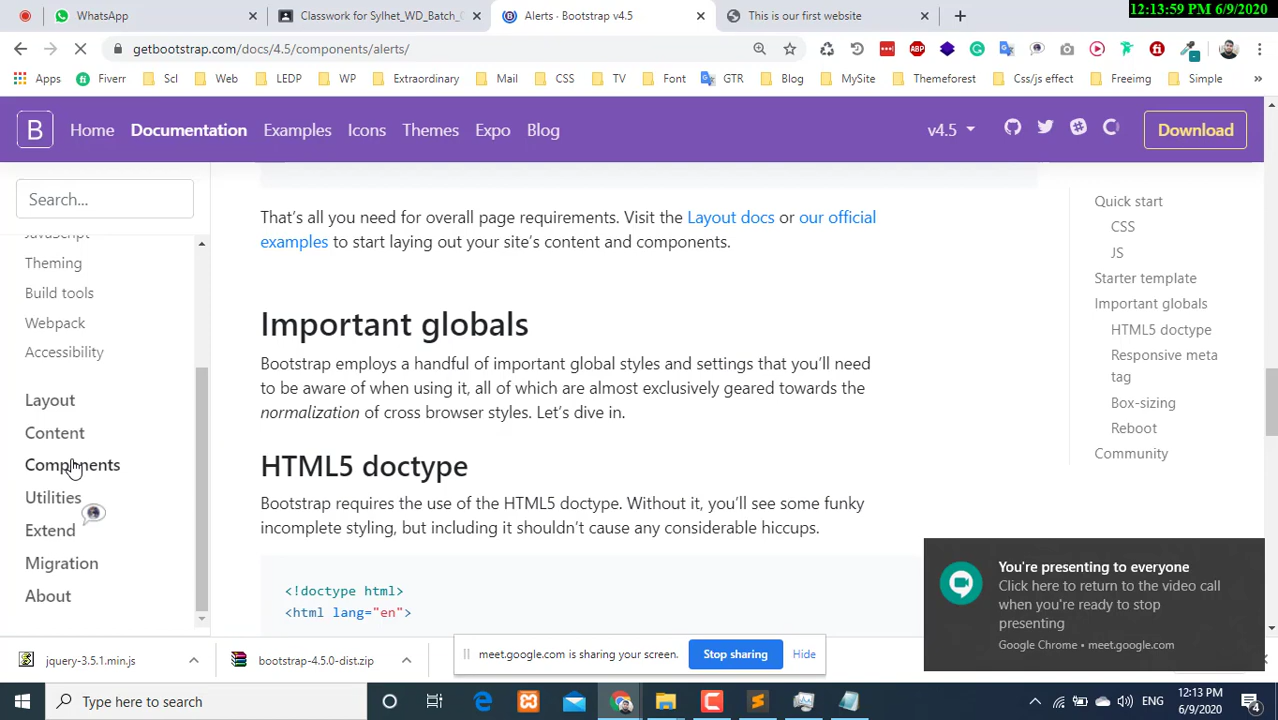 12:13:59 PM 6/9/2020
WhatsApp
Classwork for Sylhet_WD_Batch_
Alerts · Bootstrap v4.5
This is our first website
getbootstrap.com/docs/4.5/components/alerts/
Apps
Fiverr
Scl
Web
LEDP
WP
Extraordinary
Mail
CSS
TV
Font
GTR
Blog
MySite
Themeforest
Css/js effect
Freeimg
Simple
B
Home
Documentation
Examples
Icons
Themes
Expo
Blog
v4.5
Download
Search...
JavaScript
Theming
Build tools
Webpack
Accessibility
Layout
Content
Components
Utilities
Extend
Migration
About
That's all you need for overall page requirements. Visit the Layout docs or our official
examples to start laying out your site's content and components.
Important globals
Bootstrap employs a handful of important global styles and settings that you'll need
to be aware of when using it, all of which are almost exclusively geared towards the
normalization of cross browser styles. Let's dive in.
HTML5 doctype
Bootstrap requires the use of the HTML5 doctype. Without it, you'll see some funky
incomplete styling, but including it shouldn't cause any considerable hiccups.
<!doctype html>
<html lang="en">
Quick start
CSS
JS
Starter template
Important globals
HTML5 doctype
Responsive meta
tag
Box-sizing
Reboot
Community
You're presenting to everyone
Click here to return to the video call
when you're ready to stop
presenting
Google Chrome • meet.google.com
jquery-3.5.1.min.js
bootstrap-4.5.0-dist.zip
meet.google.com is sharing your screen.
Stop sharing
Hide
Type here to search
ENG
12:13 PM
6/9/2020
4